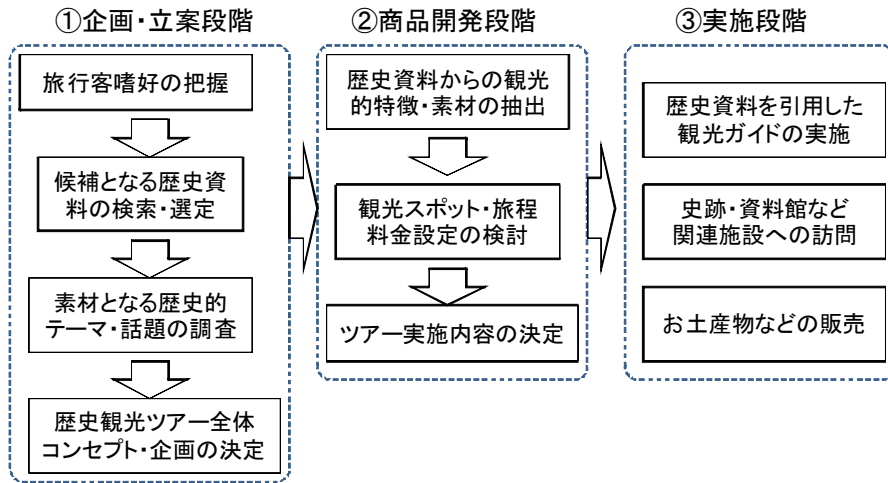 ①企画・立案段階
旅行客嗜好の把握
候補となる歴史資
料の検索・選定
素材となる歴史的
テーマ・話題の調査
歴史観光ツアー全体
コンセプト・企画の決定
②商品開発段階
歴史資料からの観光
的特徴・素材の抽出
観光スポット・旅程
料金設定の検討
ツアー実施内容の決定
③実施段階
歴史資料を引用した
観光ガイドの実施
史跡・資料館など
関連施設への訪問
お土産物などの販売